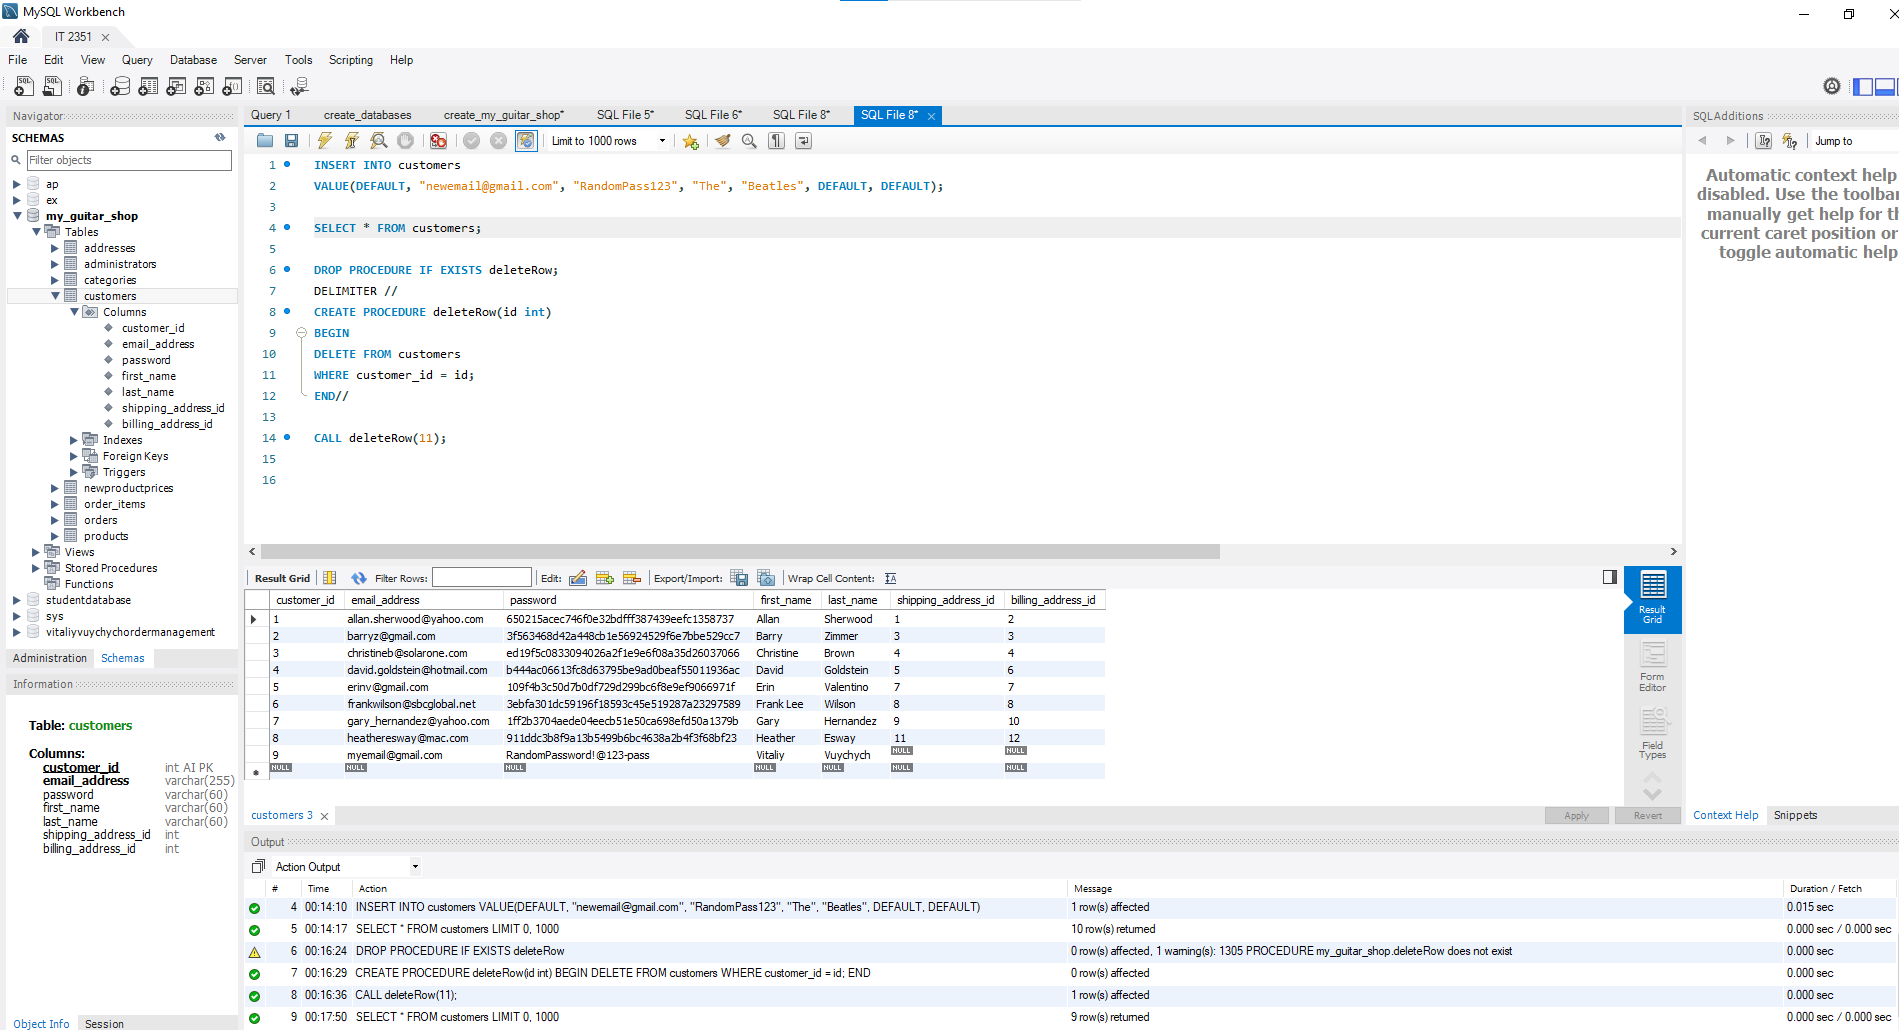 MySQL Workbench
IT 2351
File Edit View Query Database Server Tools Scripting Help
Navigator
SCHEMAS
Filter objects
ap
ex
my_guitar_shop
Tables
addresses
administrators
categories
customers
Columns
customer_id
email_address
password
first_name
last_name
shipping_address_id
billing_address_id
Indexes
Foreign Keys
Triggers
newproductprices
order_items
orders
products
Views
Stored Procedures
Functions
studentdatabase
sys
vitaliyvuychychordermanagement
Administration Schemas
Information
Table: customers
Columns:
customer_id int AI PK
email_address varchar(255)
password varchar(60)
first_name varchar(60)
last_name varchar(60)
shipping_address_id int
billing_address_id int
Object Info Session
Query 1 create_databases create_my_guitar_shop* SQL File 5* SQL File 6* SQL File 8* SQL File 8*
Limit to 1000 rows
1 INSERT INTO customers
2 VALUE(DEFAULT, "newemail@gmail.com", "RandomPass123", "The", "Beatles", DEFAULT, DEFAULT);
3
4 SELECT * FROM customers;
5
6 DROP PROCEDURE IF EXISTS deleteRow;
7 DELIMITER //
8 CREATE PROCEDURE deleteRow(id int)
9 BEGIN
10 DELETE FROM customers
11 WHERE customer_id = id;
12 END//
13
14 CALL deleteRow(11);
15
16
Result Grid Filter Rows: Edit: Export/Import: Wrap Cell Content:
customer_id email_address password first_name last_name shipping_address_id billing_address_id
1 allan.sherwood@yahoo.com 650215acec746f0e32bdfff387439eefc1358737 Allan Sherwood 1 2
2 barryz@gmail.com 3f563468d42a448cb1e56924529f6e7bbe529cc7 Barry Zimmer 3 3
3 christineb@solarone.com ed19f5c0833094026a2f1e9e6f08a35d26037066 Christine Brown 4 4
4 david.goldstein@hotmail.com b444ac06613fc8d63795be9ad0beaf55011936ac David Goldstein 5 6
5 erinv@gmail.com 109f4b3c50d7b0df729d299bc6f8e9ef9066971f Erin Valentino 7 7
6 frankwilson@sbcglobal.net 3ebfa301dc59196f18593c45e519287a23297589 Frank Lee Wilson 8 8
7 gary_hernandez@yahoo.com 1ff2b3704aede04eecb51e50ca698efd50a1379b Gary Hernandez 9 10
8 heatheresway@mac.com 911ddc3b8f9a13b5499b6bc4638a2b4f3f68bf23 Heather Esway 11 12
9 myemail@gmail.com RandomPassword!@123-pass Vitaliy Vuychych NULL NULL
NULL NULL NULL NULL NULL NULL NULL
Result
Grid
Form
Editor
Field
Types
customers 3
Apply Revert
Output
Action Output
# Time Action Message Duration / Fetch
4 00:14:10 INSERT INTO customers VALUE(DEFAULT, "newemail@gmail.com", "RandomPass123", "The", "Beatles", DEFAULT, DEFAULT) 1 row(s) affected 0.015 sec
5 00:14:17 SELECT * FROM customers LIMIT 0, 1000 10 row(s) returned 0.000 sec / 0.000 sec
6 00:16:24 DROP PROCEDURE IF EXISTS deleteRow 0 row(s) affected, 1 warning(s): 1305 PROCEDURE my_guitar_shop.deleteRow does not exist 0.000 sec
7 00:16:29 CREATE PROCEDURE deleteRow(id int) BEGIN DELETE FROM customers WHERE customer_id = id; END 0 row(s) affected 0.000 sec
8 00:16:36 CALL deleteRow(11); 1 row(s) affected 0.000 sec
9 00:17:50 SELECT * FROM customers LIMIT 0, 1000 9 row(s) returned 0.000 sec / 0.000 sec
SQLAdditions
Jump to
Automatic context help
disabled. Use the toolbar
manually get help for th
current caret position or
toggle automatic help
Context Help Snippets